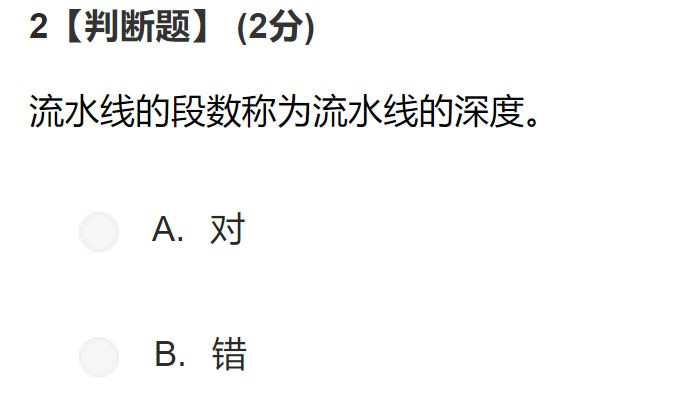 2【判断题】 (2分)
流水线的段数称为流水线的深度。
A. 对
B. 错